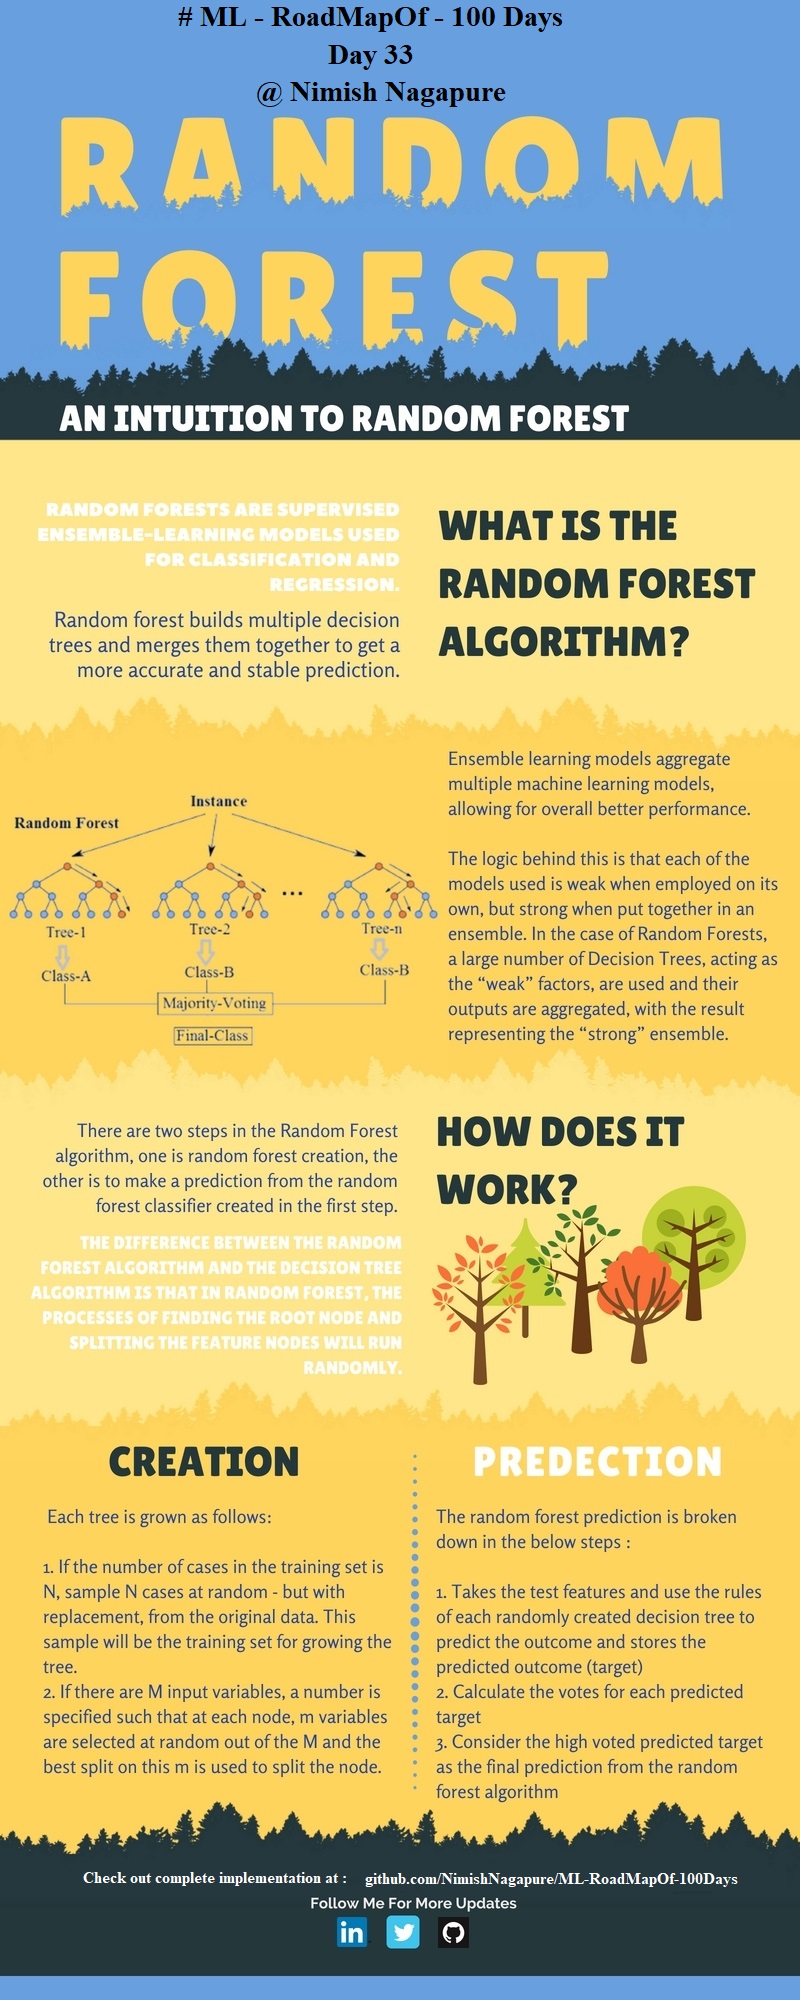 # ML - RoadMapOf - 100 Days
Day 33
@ Nimish Nagapure
RANDOM
FOREST
AN INTUITION TO RANDOM FOREST
RANDOM FORESTS ARE SUPERVISED
ENSEMBLE-LEARNING MODELS USED
FOR CLASSIFICATION AND
REGRESSION.
Random forest builds multiple decision
trees and merges them together to get a
more accurate and stable prediction.
WHAT IS THE
RANDOM FOREST
ALGORITHM?
Instance
Random Forest
...
Tree-1
Tree-2
Tree-n
Class-A
Class-B
Class-B
Majority-Voting
Final-Class
Ensemble learning models aggregate
multiple machine learning models,
allowing for overall better performance.
The logic behind this is that each of the
models used is weak when employed on its
own, but strong when put together in an
ensemble. In the case of Random Forests,
a large number of Decision Trees, acting as
the “weak” factors, are used and their
outputs are aggregated, with the result
representing the “strong” ensemble.
There are two steps in the Random Forest
algorithm, one is random forest creation, the
other is to make a prediction from the random
forest classifier created in the first step.
THE DIFFERENCE BETWEEN THE RANDOM
FOREST ALGORITHM AND THE DECISION TREE
ALGORITHM IS THAT IN RANDOM FOREST, THE
PROCESSES OF FINDING THE ROOT NODE AND
SPLITTING THE FEATURE NODES WILL RUN
RANDOMLY.
HOW DOES IT
WORK?
CREATION
Each tree is grown as follows:
1. If the number of cases in the training set is
N, sample N cases at random - but with
replacement, from the original data. This
sample will be the training set for growing the
tree.
2. If there are M input variables, a number is
specified such that at each node, m variables
are selected at random out of the M and the
best split on this m is used to split the node.
PREDECTION
The random forest prediction is broken
down in the below steps :
1. Takes the test features and use the rules
of each randomly created decision tree to
predict the outcome and stores the
predicted outcome (target)
2. Calculate the votes for each predicted
target
3. Consider the high voted predicted target
as the final prediction from the random
forest algorithm
Check out complete implementation at : github.com/NimishNagapure/ML-RoadMapOf-100Days
Follow Me For More Updates
in